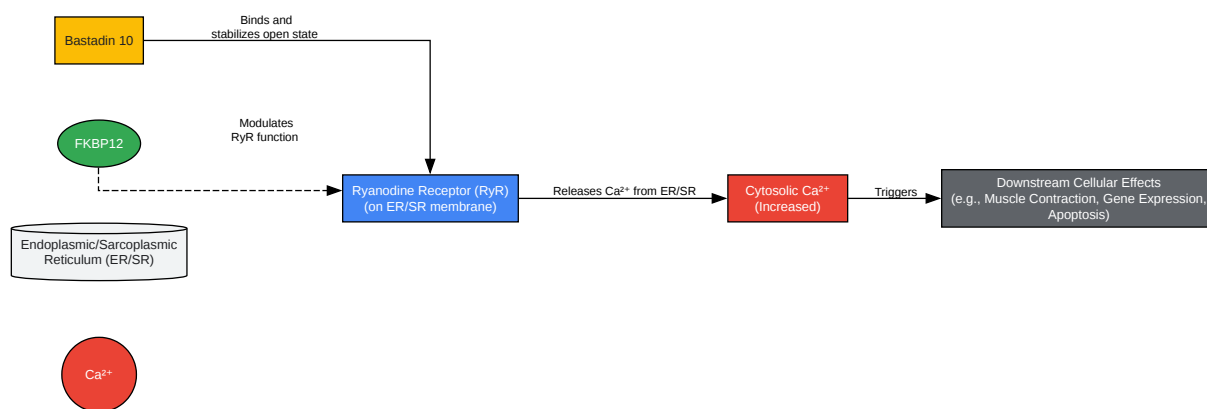 Binds and
stabilizes open state
Bastadin 10
Modulates
RyR function
FKBP12
Ryanodine Receptor (RyR)
(on ER/SR membrane)
Releases Ca²⁺ from ER/SR
Cytosolic Ca²⁺
(Increased)
Triggers
Downstream Cellular Effects
(e.g., Muscle Contraction, Gene Expression,
Apoptosis)
Endoplasmic/Sarcoplasmic
Reticulum (ER/SR)
Ca²⁺